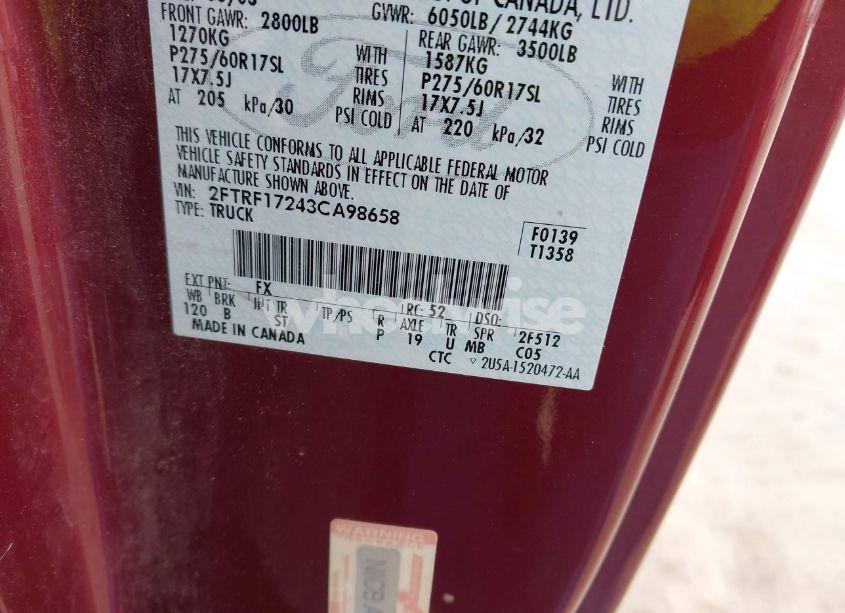 OF CANADA, LTD.
FRONT GAWR: 2800LB GVWR: 6050LB/ 2744KG
1270KG WITH REAR GAWR: 3500LB
P275/60R17SL TIRES 1587KG WITH
17X7.5J RIMS P275/60R17SL TIRES
AT 205 kPa/30 PSI COLD 17X7.5J RIMS
AT 220 kPa/32 PSI COLD
THIS VEHICLE CONFORMS TO ALL APPLICABLE FEDERAL MOTOR
VEHICLE SAFETY STANDARDS IN EFFECT ON THE DATE OF
MANUFACTURE SHOWN ABOVE.
VIN: 2FTRF17243CA98658
TYPE: TRUCK
F0139
T1358
EXT PNT: FX RC: 52 DSO:
WB BRK INT TR TP/PS R AXLE TR SPR 2F512
120 B ST P 19 U MB C05
MADE IN CANADA CTC ▽ 2U5A-1520472-AA
Ford
WARNING
NICB